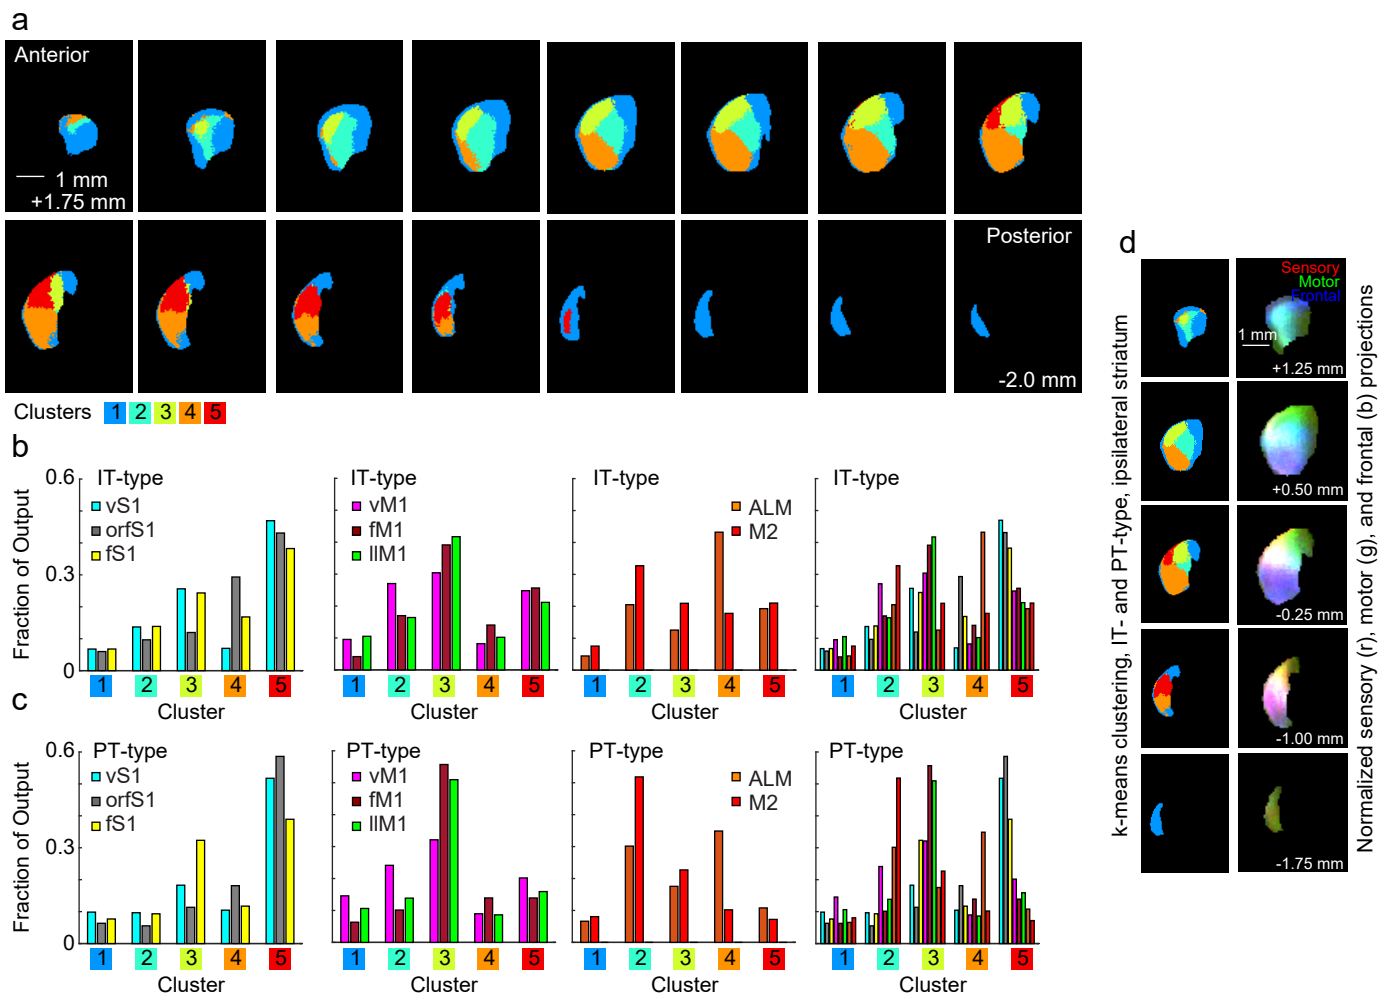 a
Anterior
1 mm
+1.75 mm
Posterior
-2.0 mm
Clusters 1 2 3 4 5
b
Fraction of Output
0.6
0.3
0
IT-type
vS1
orfS1
fS1
1 2 3 4 5
Cluster
IT-type
vM1
fM1
llM1
1 2 3 4 5
Cluster
IT-type
ALM
M2
1 2 3 4 5
Cluster
IT-type
1 2 3 4 5
Cluster
c
Fraction of Output
0.6
0.3
0
PT-type
vS1
orfS1
fS1
1 2 3 4 5
Cluster
PT-type
vM1
fM1
llM1
1 2 3 4 5
Cluster
PT-type
ALM
M2
1 2 3 4 5
Cluster
PT-type
1 2 3 4 5
Cluster
d
k-means clustering, IT- and PT-type, ipsilateral striatum
Sensory
Motor
Frontal
1 mm
+1.25 mm
+0.50 mm
-0.25 mm
-1.00 mm
-1.75 mm
Normalized sensory (r), motor (g), and frontal (b) projections